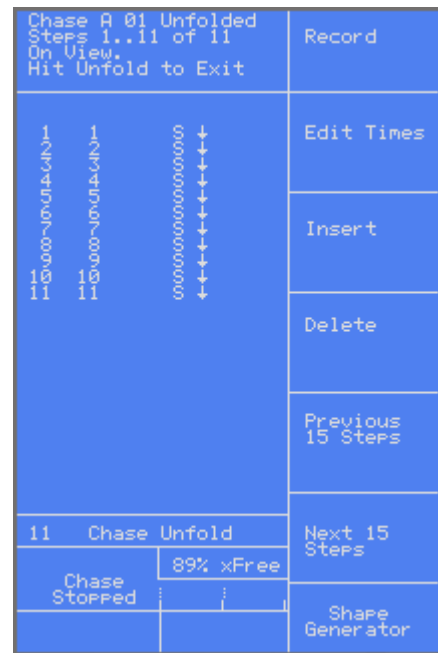 Chase A 01 Unfolded
Steps 1..11 of 11
On View.
Hit Unfold to Exit
Record
Edit Times
Insert
Delete
Previous
15 Steps
Next 15
Steps
Shape
Generator
1 1 S ↓
2 2 S ↓
3 3 S ↓
4 4 S ↓
5 5 S ↓
6 6 S ↓
7 7 S ↓
8 8 S ↓
9 9 S ↓
10 10 S ↓
11 11 S ↓
11 Chase Unfold
89% xFree
Chase
Stopped